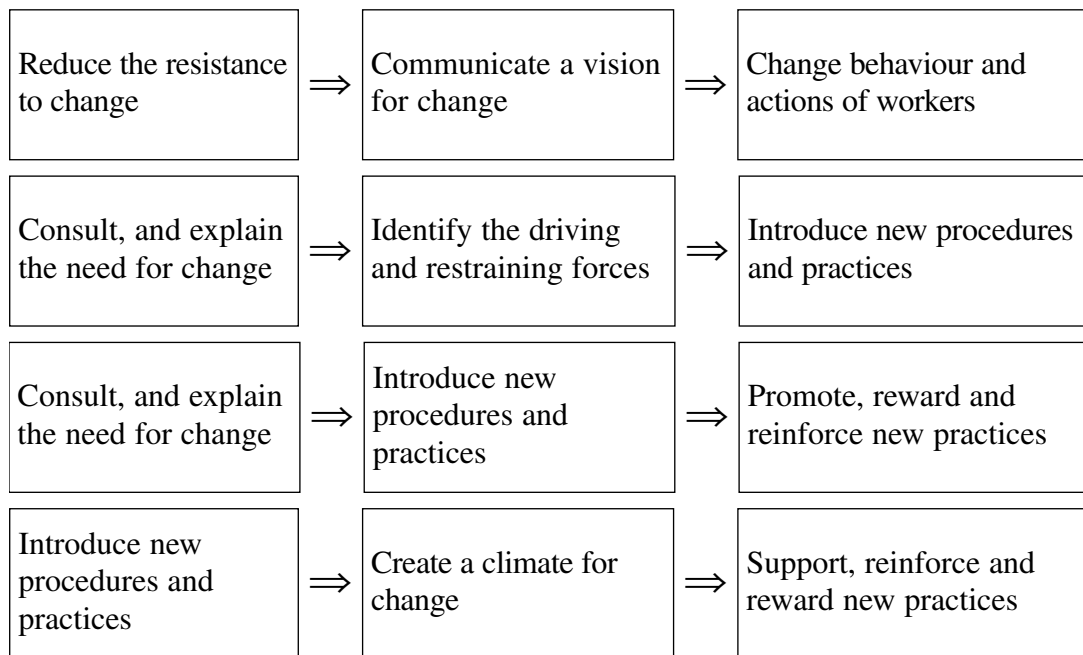 Reduce the resistance
to change
⇒
Communicate a vision
for change
⇒
Change behaviour and
actions of workers
Consult, and explain
the need for change
⇒
Identify the driving
and restraining forces
⇒
Introduce new procedures
and practices
Consult, and explain
the need for change
⇒
Introduce new
procedures and
practices
⇒
Promote, reward and
reinforce new practices
Introduce new
procedures and
practices
⇒
Create a climate for
change
⇒
Support, reinforce and
reward new practices